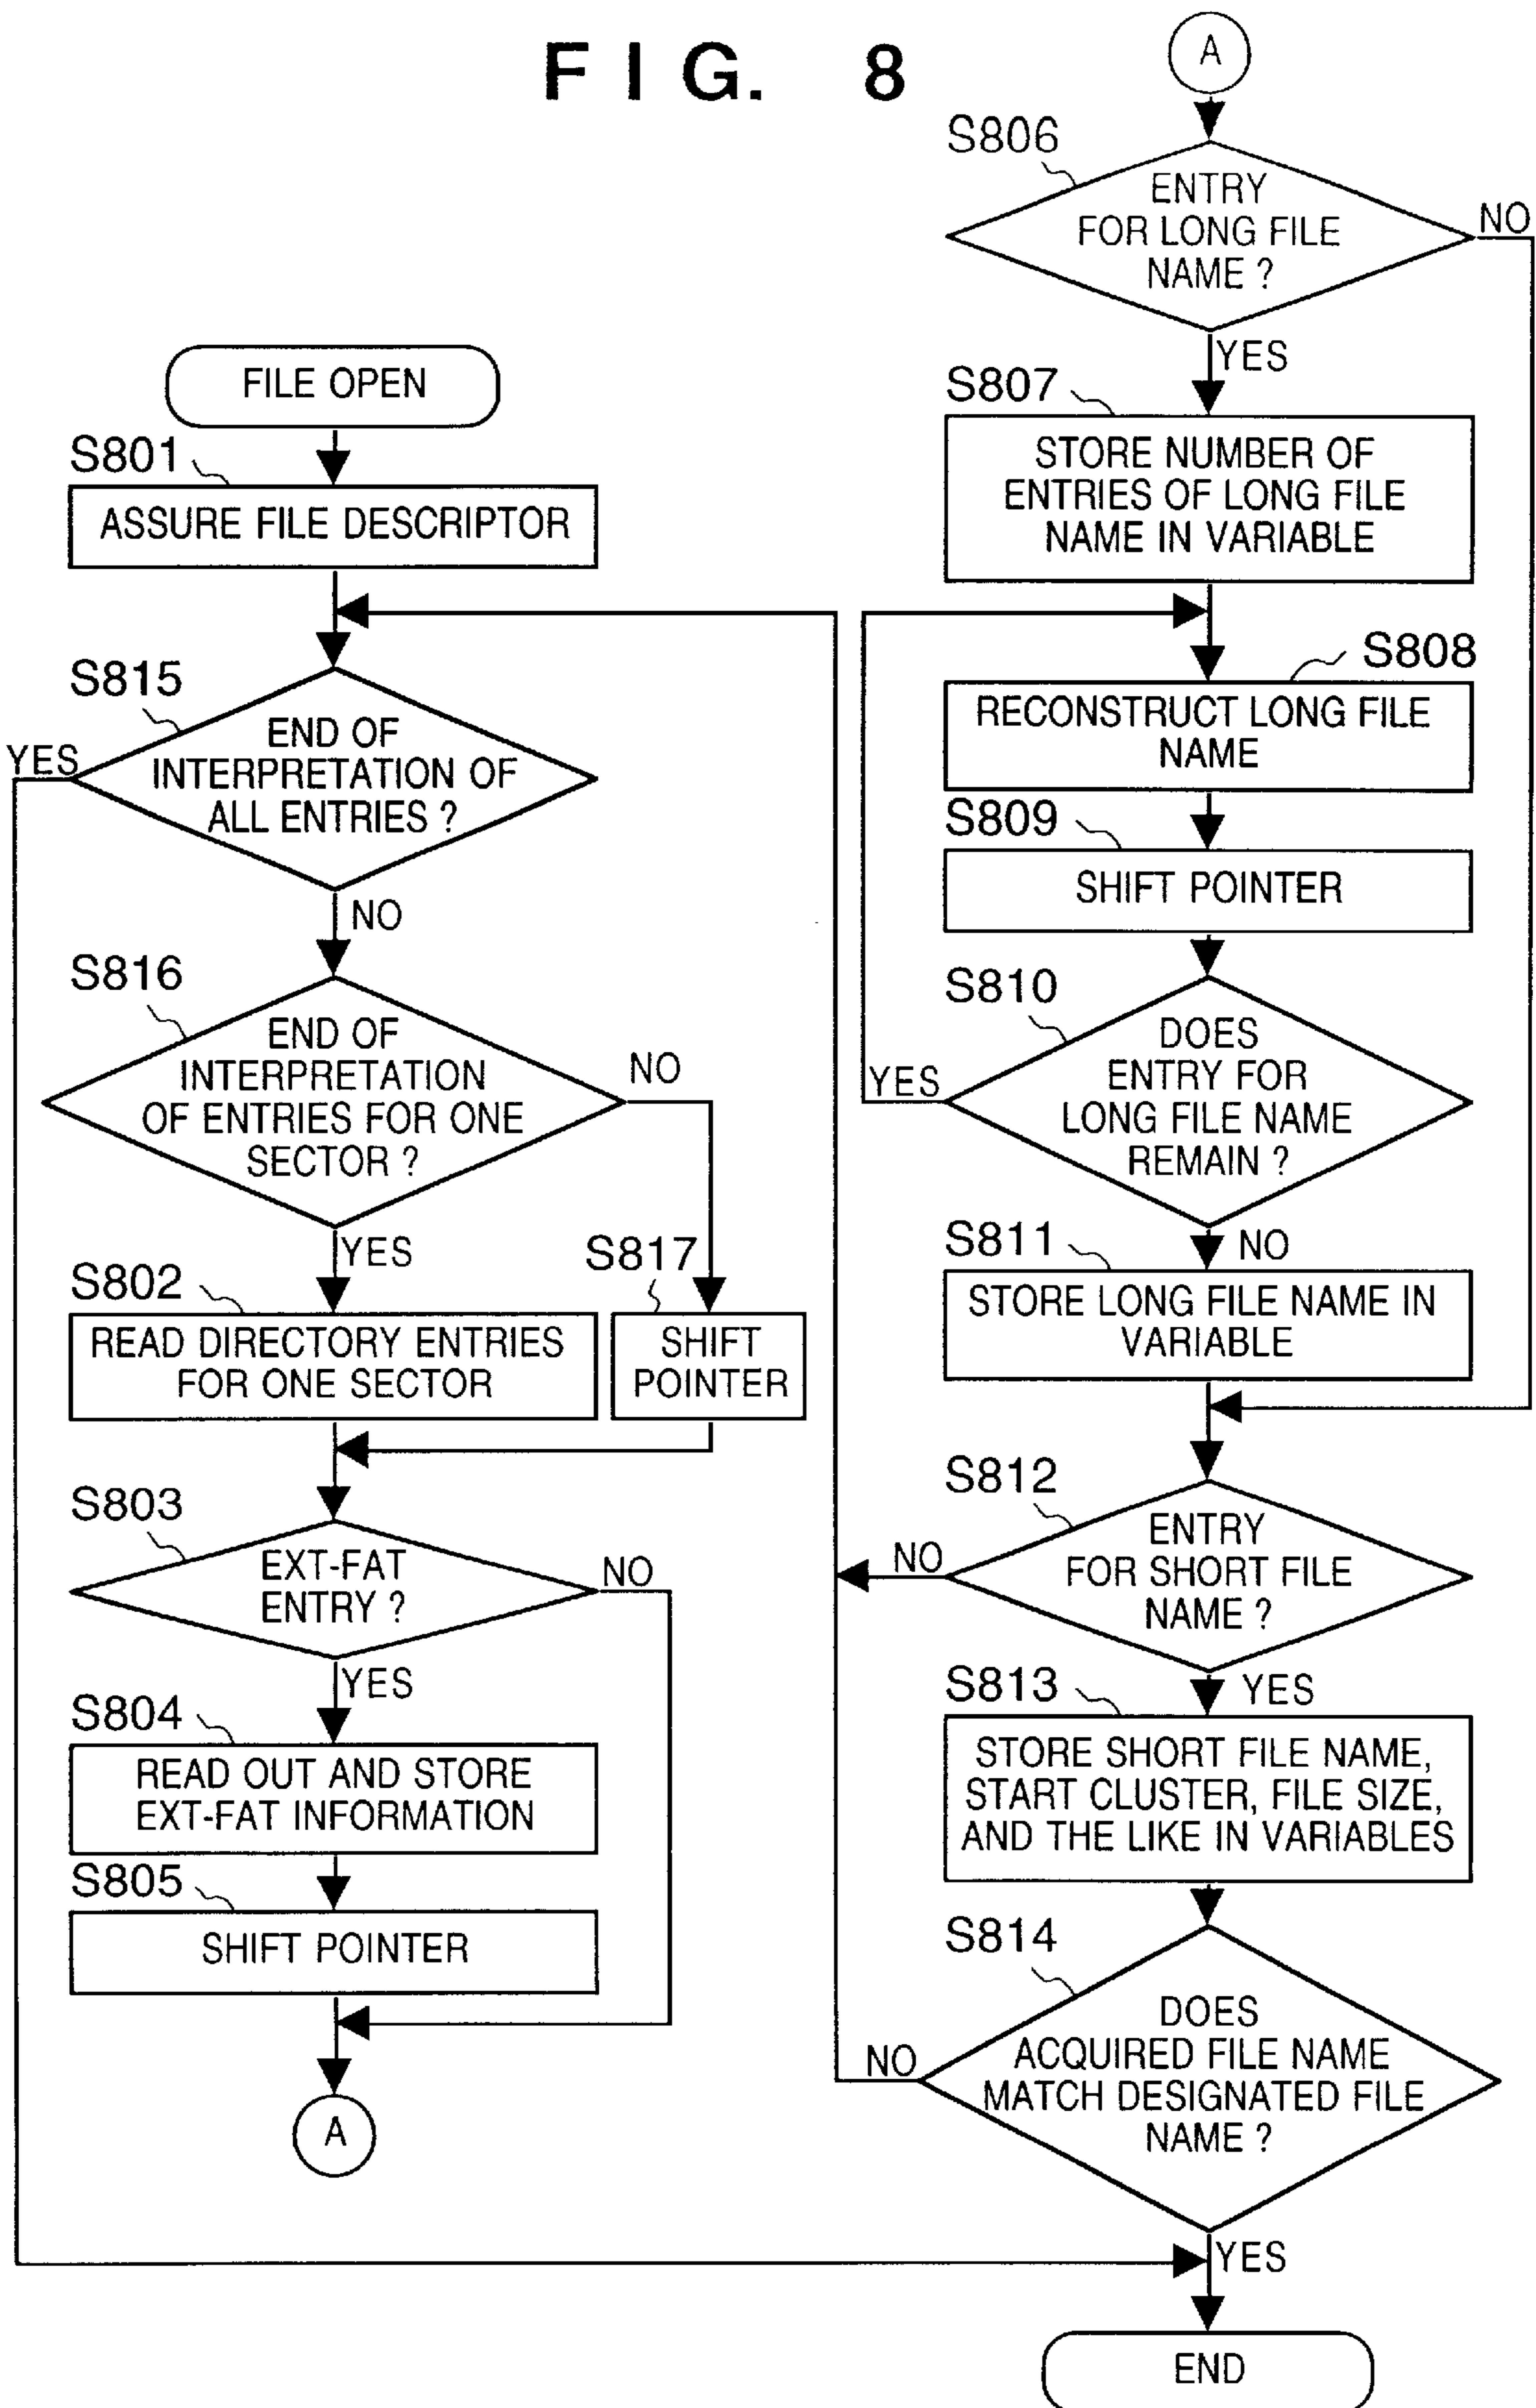 FIG. 8
FILE OPEN
S801
ASSURE FILE DESCRIPTOR
S815
END OF
INTERPRETATION OF
ALL ENTRIES ?
YES
NO
S816
END OF
INTERPRETATION
OF ENTRIES FOR ONE
SECTOR ?
NO
YES
S817
SHIFT
POINTER
S802
READ DIRECTORY ENTRIES
FOR ONE SECTOR
S803
EXT-FAT
ENTRY ?
NO
YES
S804
READ OUT AND STORE
EXT-FAT INFORMATION
S805
SHIFT POINTER
A
A
S806
ENTRY
FOR LONG FILE
NAME ?
NO
YES
S807
STORE NUMBER OF
ENTRIES OF LONG FILE
NAME IN VARIABLE
S808
RECONSTRUCT LONG FILE
NAME
S809
SHIFT POINTER
S810
DOES
ENTRY FOR
LONG FILE NAME
REMAIN ?
YES
NO
S811
STORE LONG FILE NAME IN
VARIABLE
S812
ENTRY
FOR SHORT FILE
NAME ?
NO
YES
S813
STORE SHORT FILE NAME,
START CLUSTER, FILE SIZE,
AND THE LIKE IN VARIABLES
S814
DOES
ACQUIRED FILE NAME
MATCH DESIGNATED FILE
NAME ?
NO
YES
END